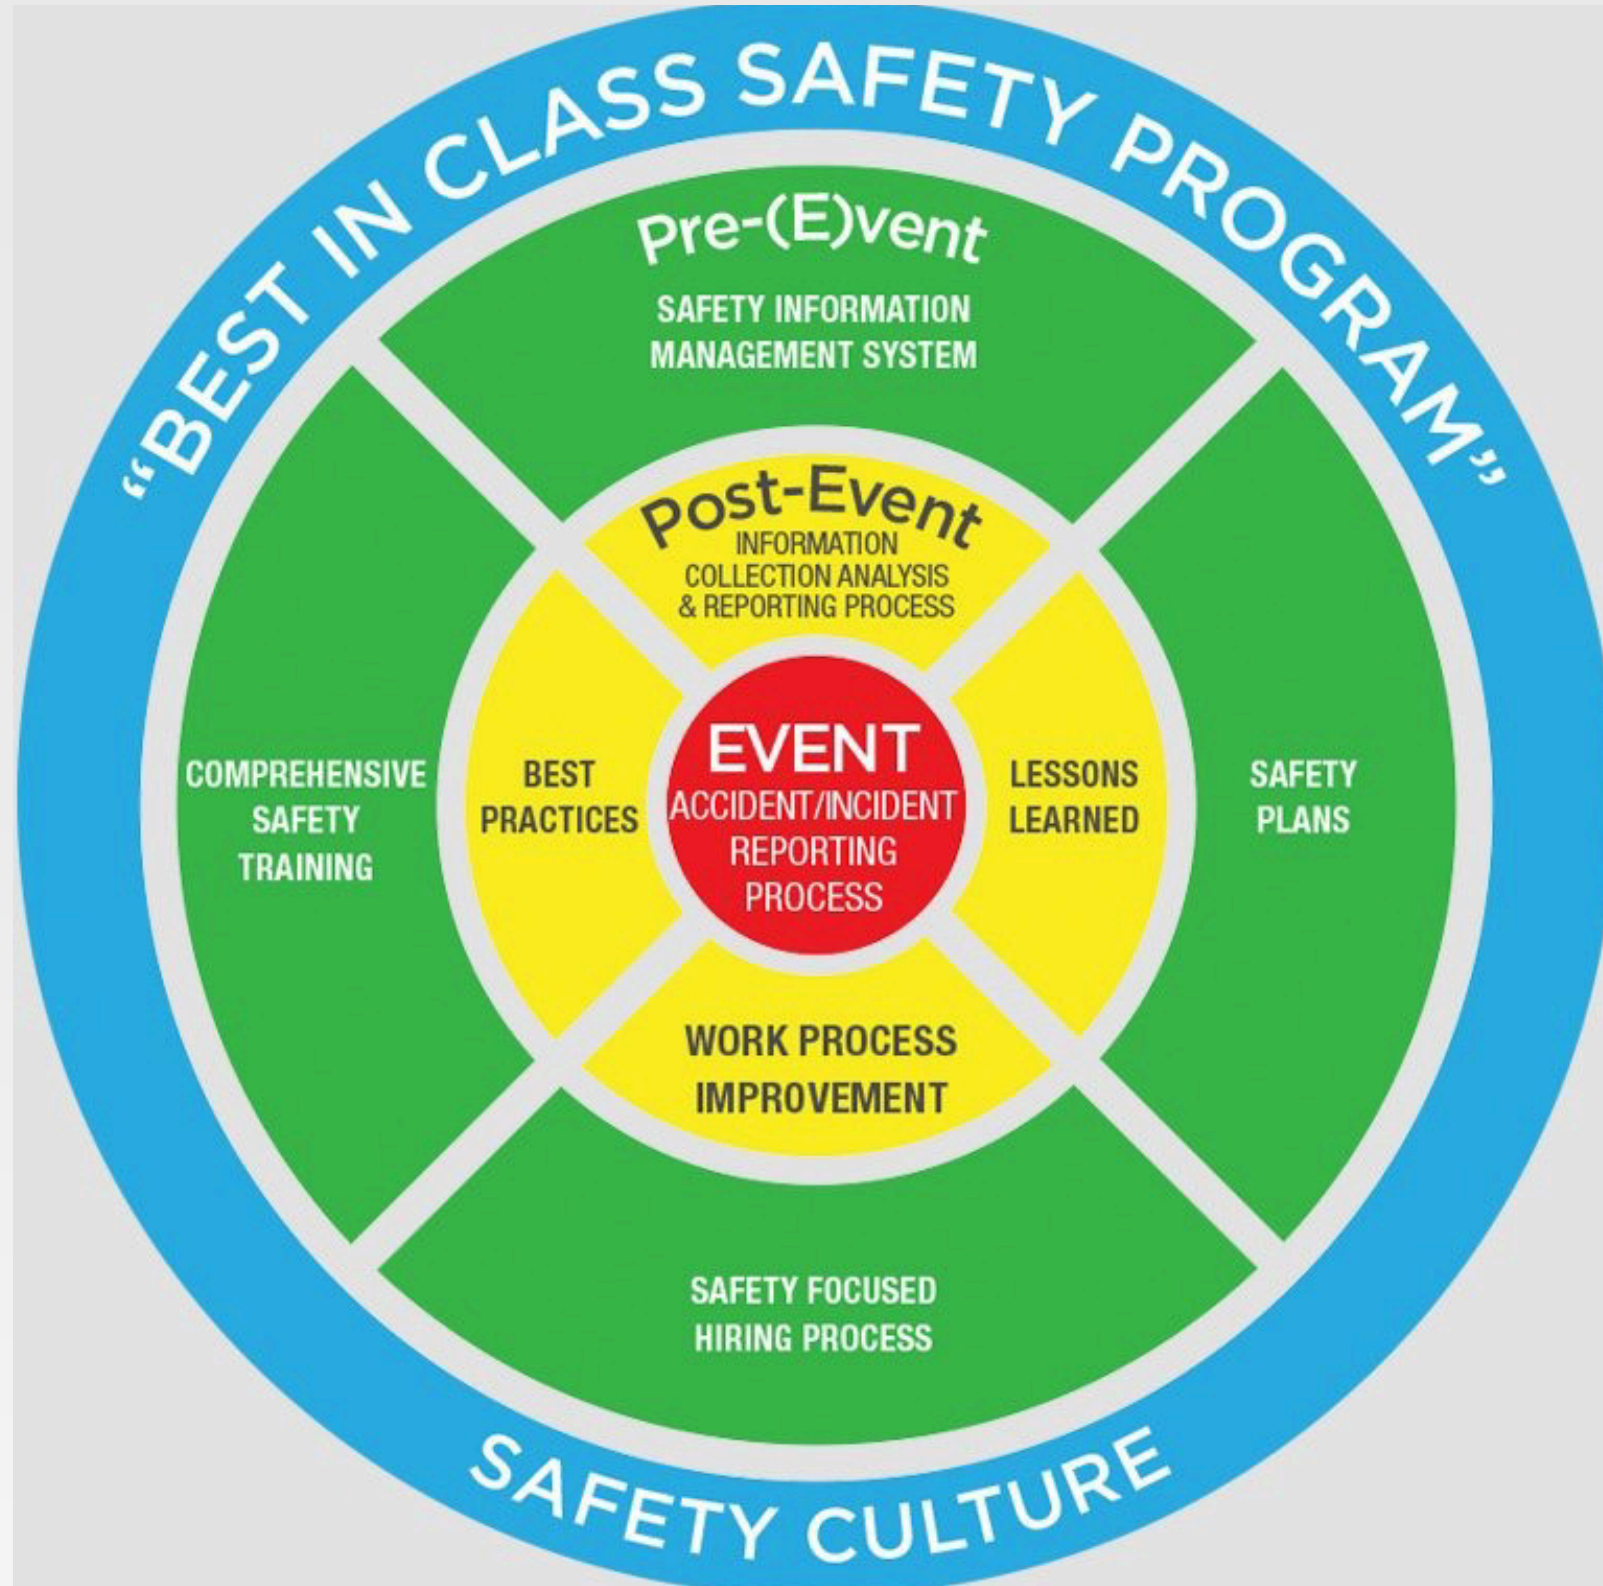 “BEST IN CLASS SAFETY PROGRAM”
Pre-(E)vent
SAFETY INFORMATION
MANAGEMENT SYSTEM
Post-Event
INFORMATION
COLLECTION ANALYSIS
& REPORTING PROCESS
COMPREHENSIVE
SAFETY
TRAINING
BEST
PRACTICES
EVENT
ACCIDENT/INCIDENT
REPORTING
PROCESS
LESSONS
LEARNED
SAFETY
PLANS
WORK PROCESS
IMPROVEMENT
SAFETY FOCUSED
HIRING PROCESS
SAFETY CULTURE